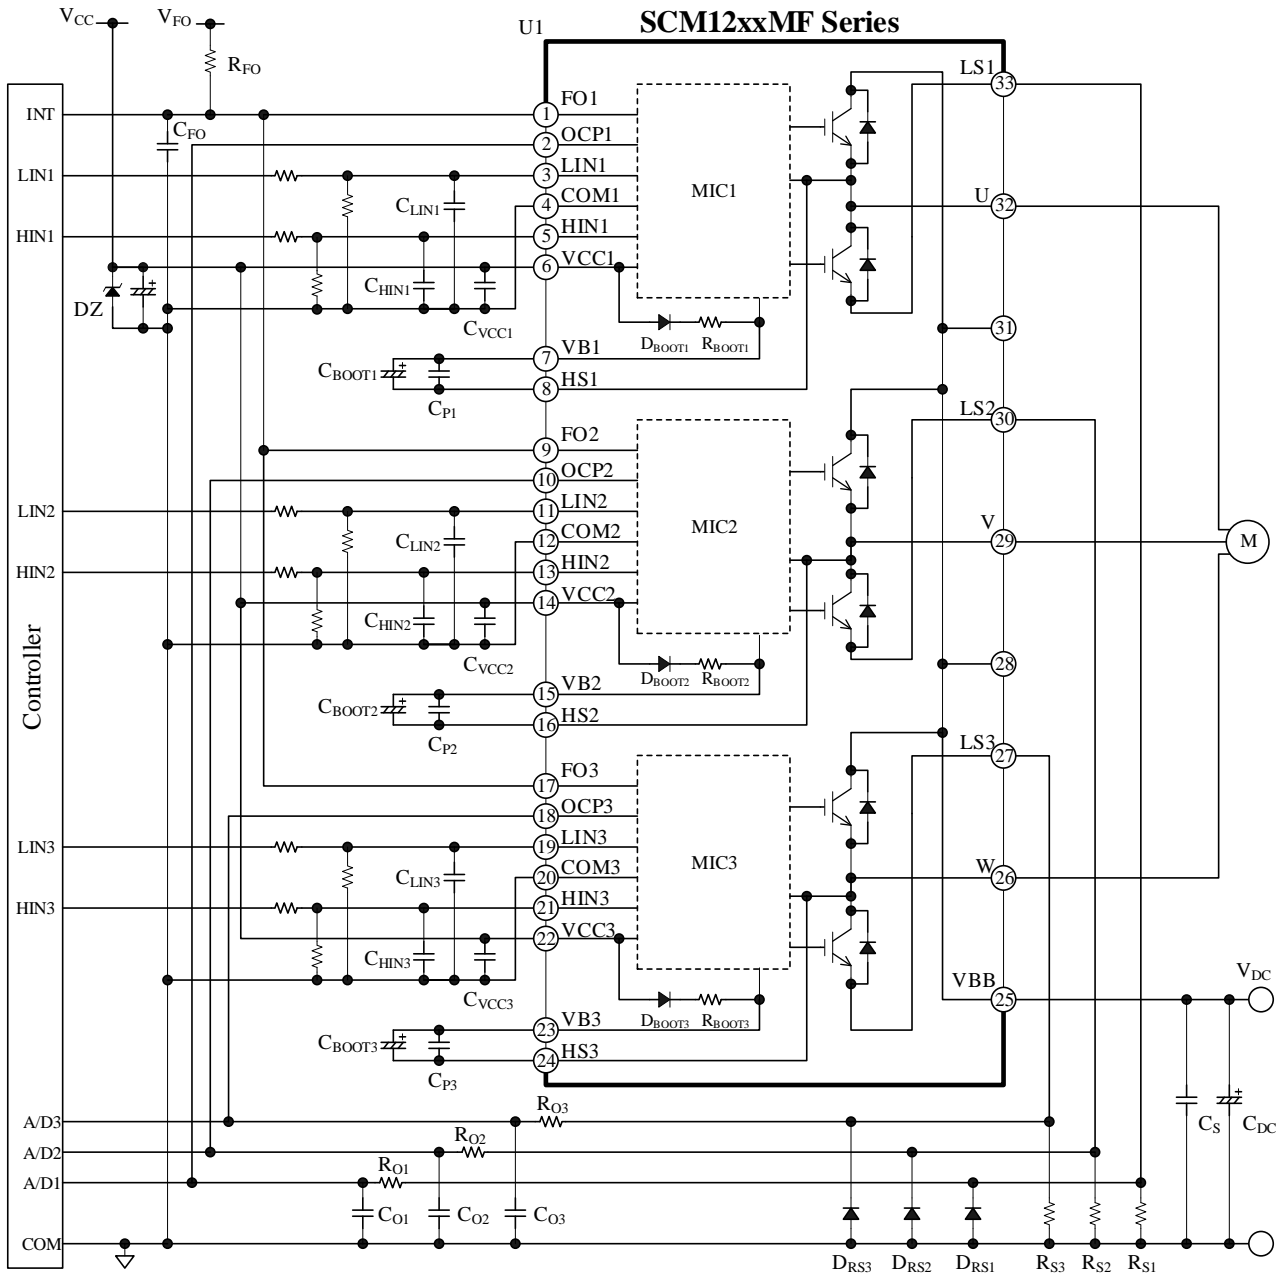 SCM12xxMF Series
VCC
VFO
U1
RFO
LS1
33
INT
FO1
1
CFO
OCP1
2
LIN1
LIN1
3
MIC1
CLIN1
COM1
4
U
32
HIN1
HIN1
5
VCC1
6
CHIN1
DZ
CVCC1
31
DBOOT1
RBOOT1
VB1
7
CBOOT1
HS1
8
CP1
LS2
30
FO2
9
OCP2
10
LIN2
LIN2
11
MIC2
CLIN2
COM2
12
V
29
M
HIN2
HIN2
13
VCC2
14
CHIN2
Controller
CVCC2
28
DBOOT2
RBOOT2
VB2
15
CBOOT2
HS2
16
CP2
LS3
27
FO3
17
OCP3
18
LIN3
LIN3
19
MIC3
CLIN3
COM3
20
W
26
HIN3
HIN3
21
VCC3
22
CHIN3
CVCC3
VBB
25
VDC
DBOOT3
RBOOT3
VB3
23
CBOOT3
HS3
24
CP3
RO3
A/D3
CS
CDC
RO2
A/D2
RO1
A/D1
CO1
CO2
CO3
COM
DRS3
DRS2
DRS1
RS3
RS2
RS1